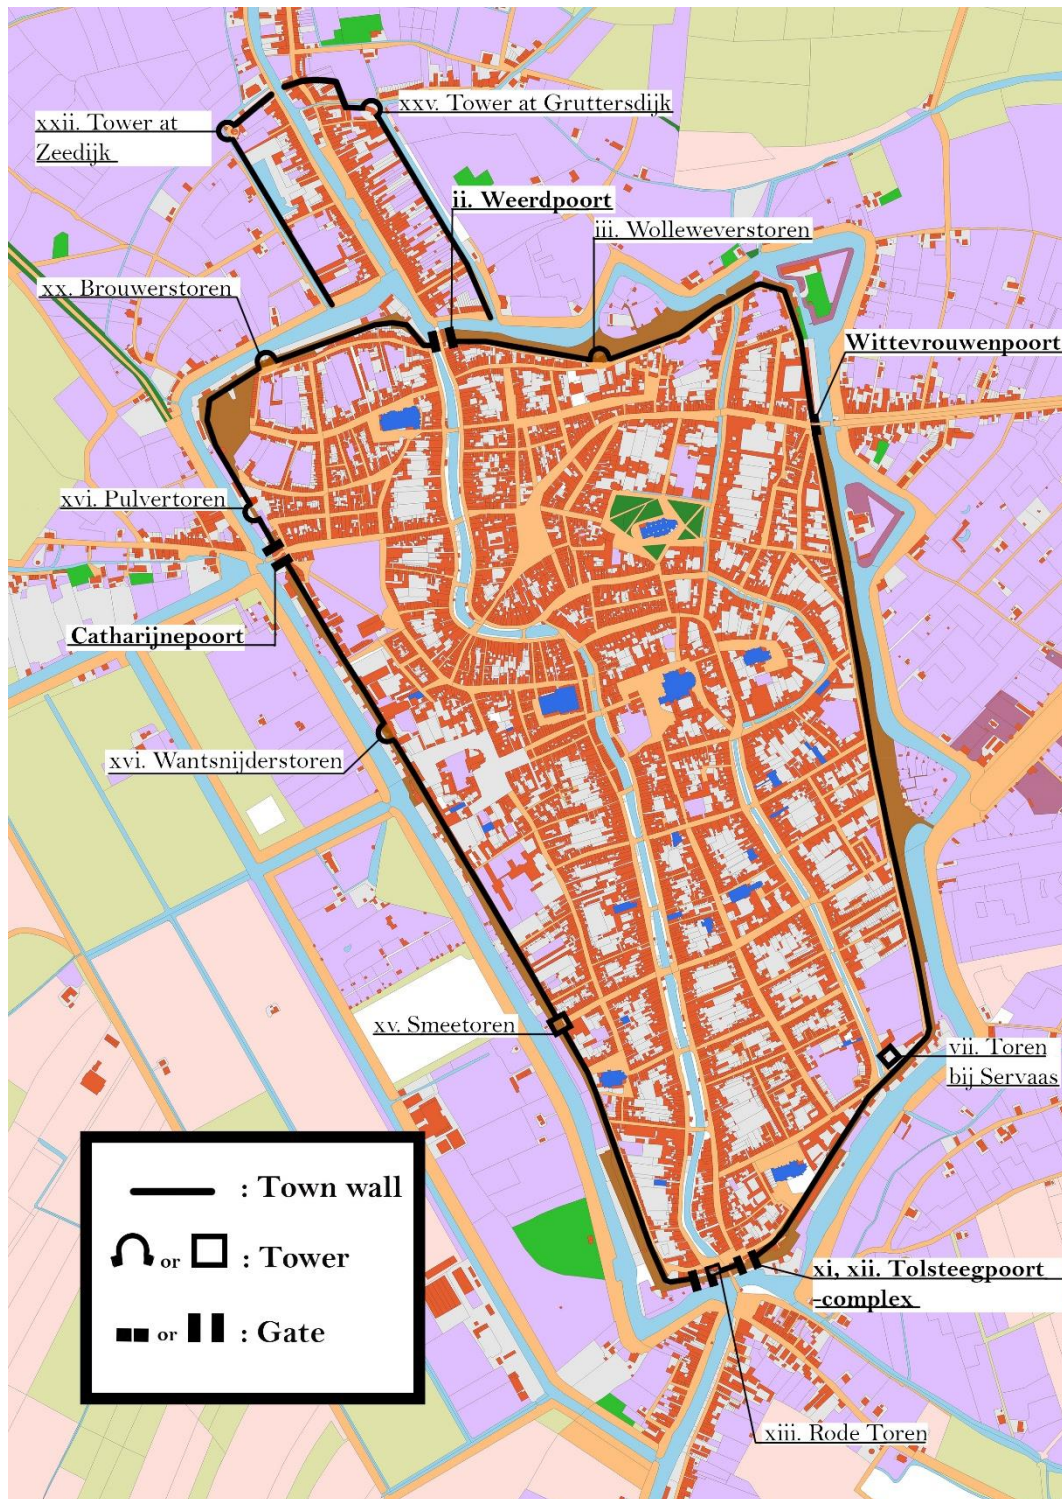 xxv. Tower at Gruttersdijk
xxii. Tower at
Zeedijk
ii. Weerdpoort
iii. Wolleweverstoren
xx. Brouwerstoren
Wittevrouwenpoort
xvi. Pulvertoren
Catharijnepoort
xvi. Wantsnijderstoren
xv. Smeetoren
vii. Toren
bij Servaas
: Town wall
or : Tower
or : Gate
xi, xii. Tolsteegpoort
-complex
xiii. Rode Toren